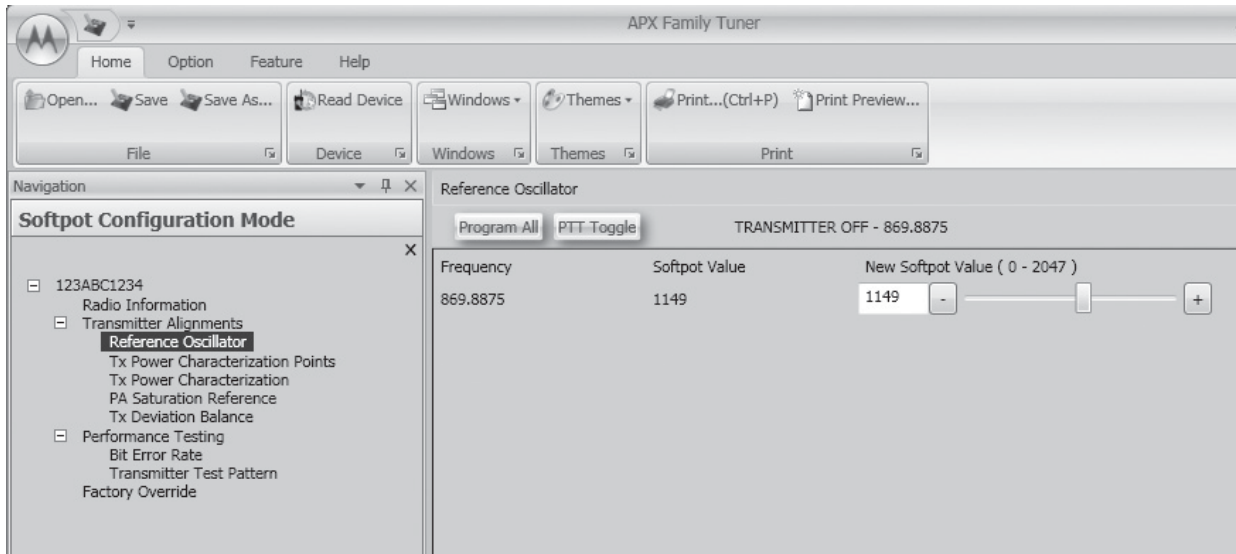 APX Family Tuner
Home Option Feature Help
Open... Save Save As... Read Device Windows Themes Print...(Ctrl+P) Print Preview...
File Device Windows Themes Print
Navigation
Softpot Configuration Mode
123ABC1234
Radio Information
Transmitter Alignments
Reference Oscillator
Tx Power Characterization Points
Tx Power Characterization
PA Saturation Reference
Tx Deviation Balance
Performance Testing
Bit Error Rate
Transmitter Test Pattern
Factory Override
Reference Oscillator
Program All PTT Toggle TRANSMITTER OFF - 869.8875
Frequency Softpot Value New Softpot Value ( 0 - 2047 )
869.8875 1149 1149 - +